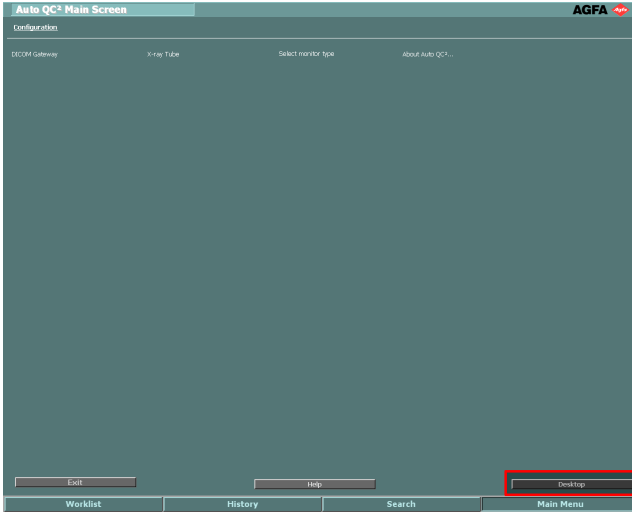 Auto QC² Main Screen
AGFA Agfa
Configuration
DICOM Gateway X-ray Tube Select monitor type About Auto QC²...
Exit Help Desktop
Worklist History Search Main Menu